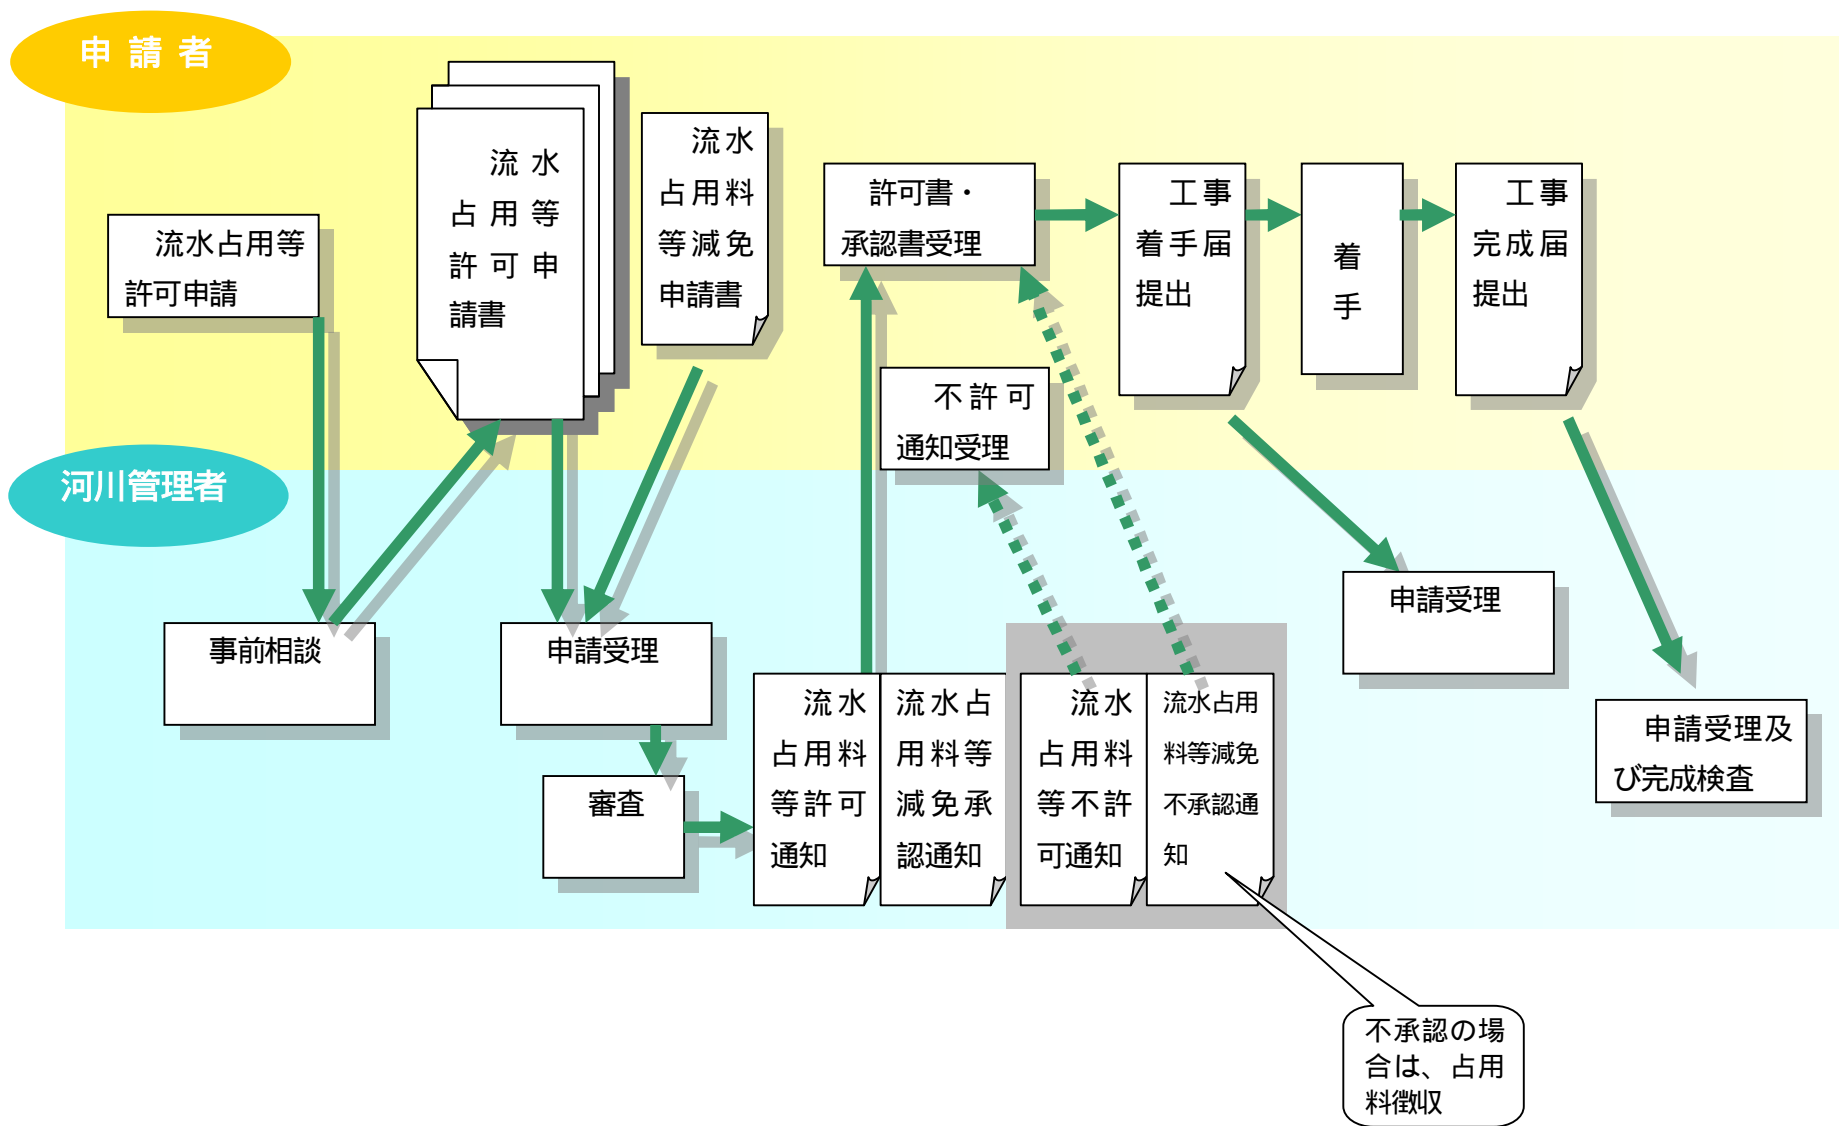 申 請 者
流水占用等
許可申請
流 水
占 用 等
許 可 申
請書
流 水
占用料
等減免
申請書
許可書・
承認書受理
工事
着手届
提出
着
手
工事
完成届
提出
不許可
通知受理
河川管理者
事前相談
申請受理
審査
流水
占用料
等許可
通知
流水占
用料等
減免承
認通知
流水
占用料
等不許
可通知
流水占用
料等減免
不承認通
知
申請受理
申請受理及
び完成検査
不承認の場
合は、占用
料徴収